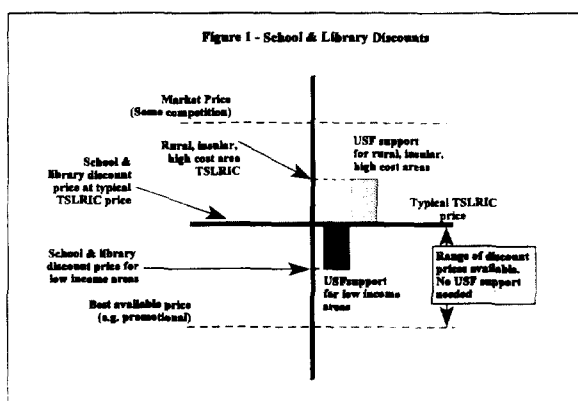 Figure 1 - School & Library Discounts
Market Price
(Some competition)
Rural, insular,
high cost area
TSLRIC
USF support
for rural, insular,
high cost areas
School &
library discount
price at typical
TSLRIC price
Typical TSLRIC
price
School & library
discount price for
low income areas
Range of discount
prices available.
No USF support
needed
USFsupport
for low income
areas
Best available price
(e.g. promotional)